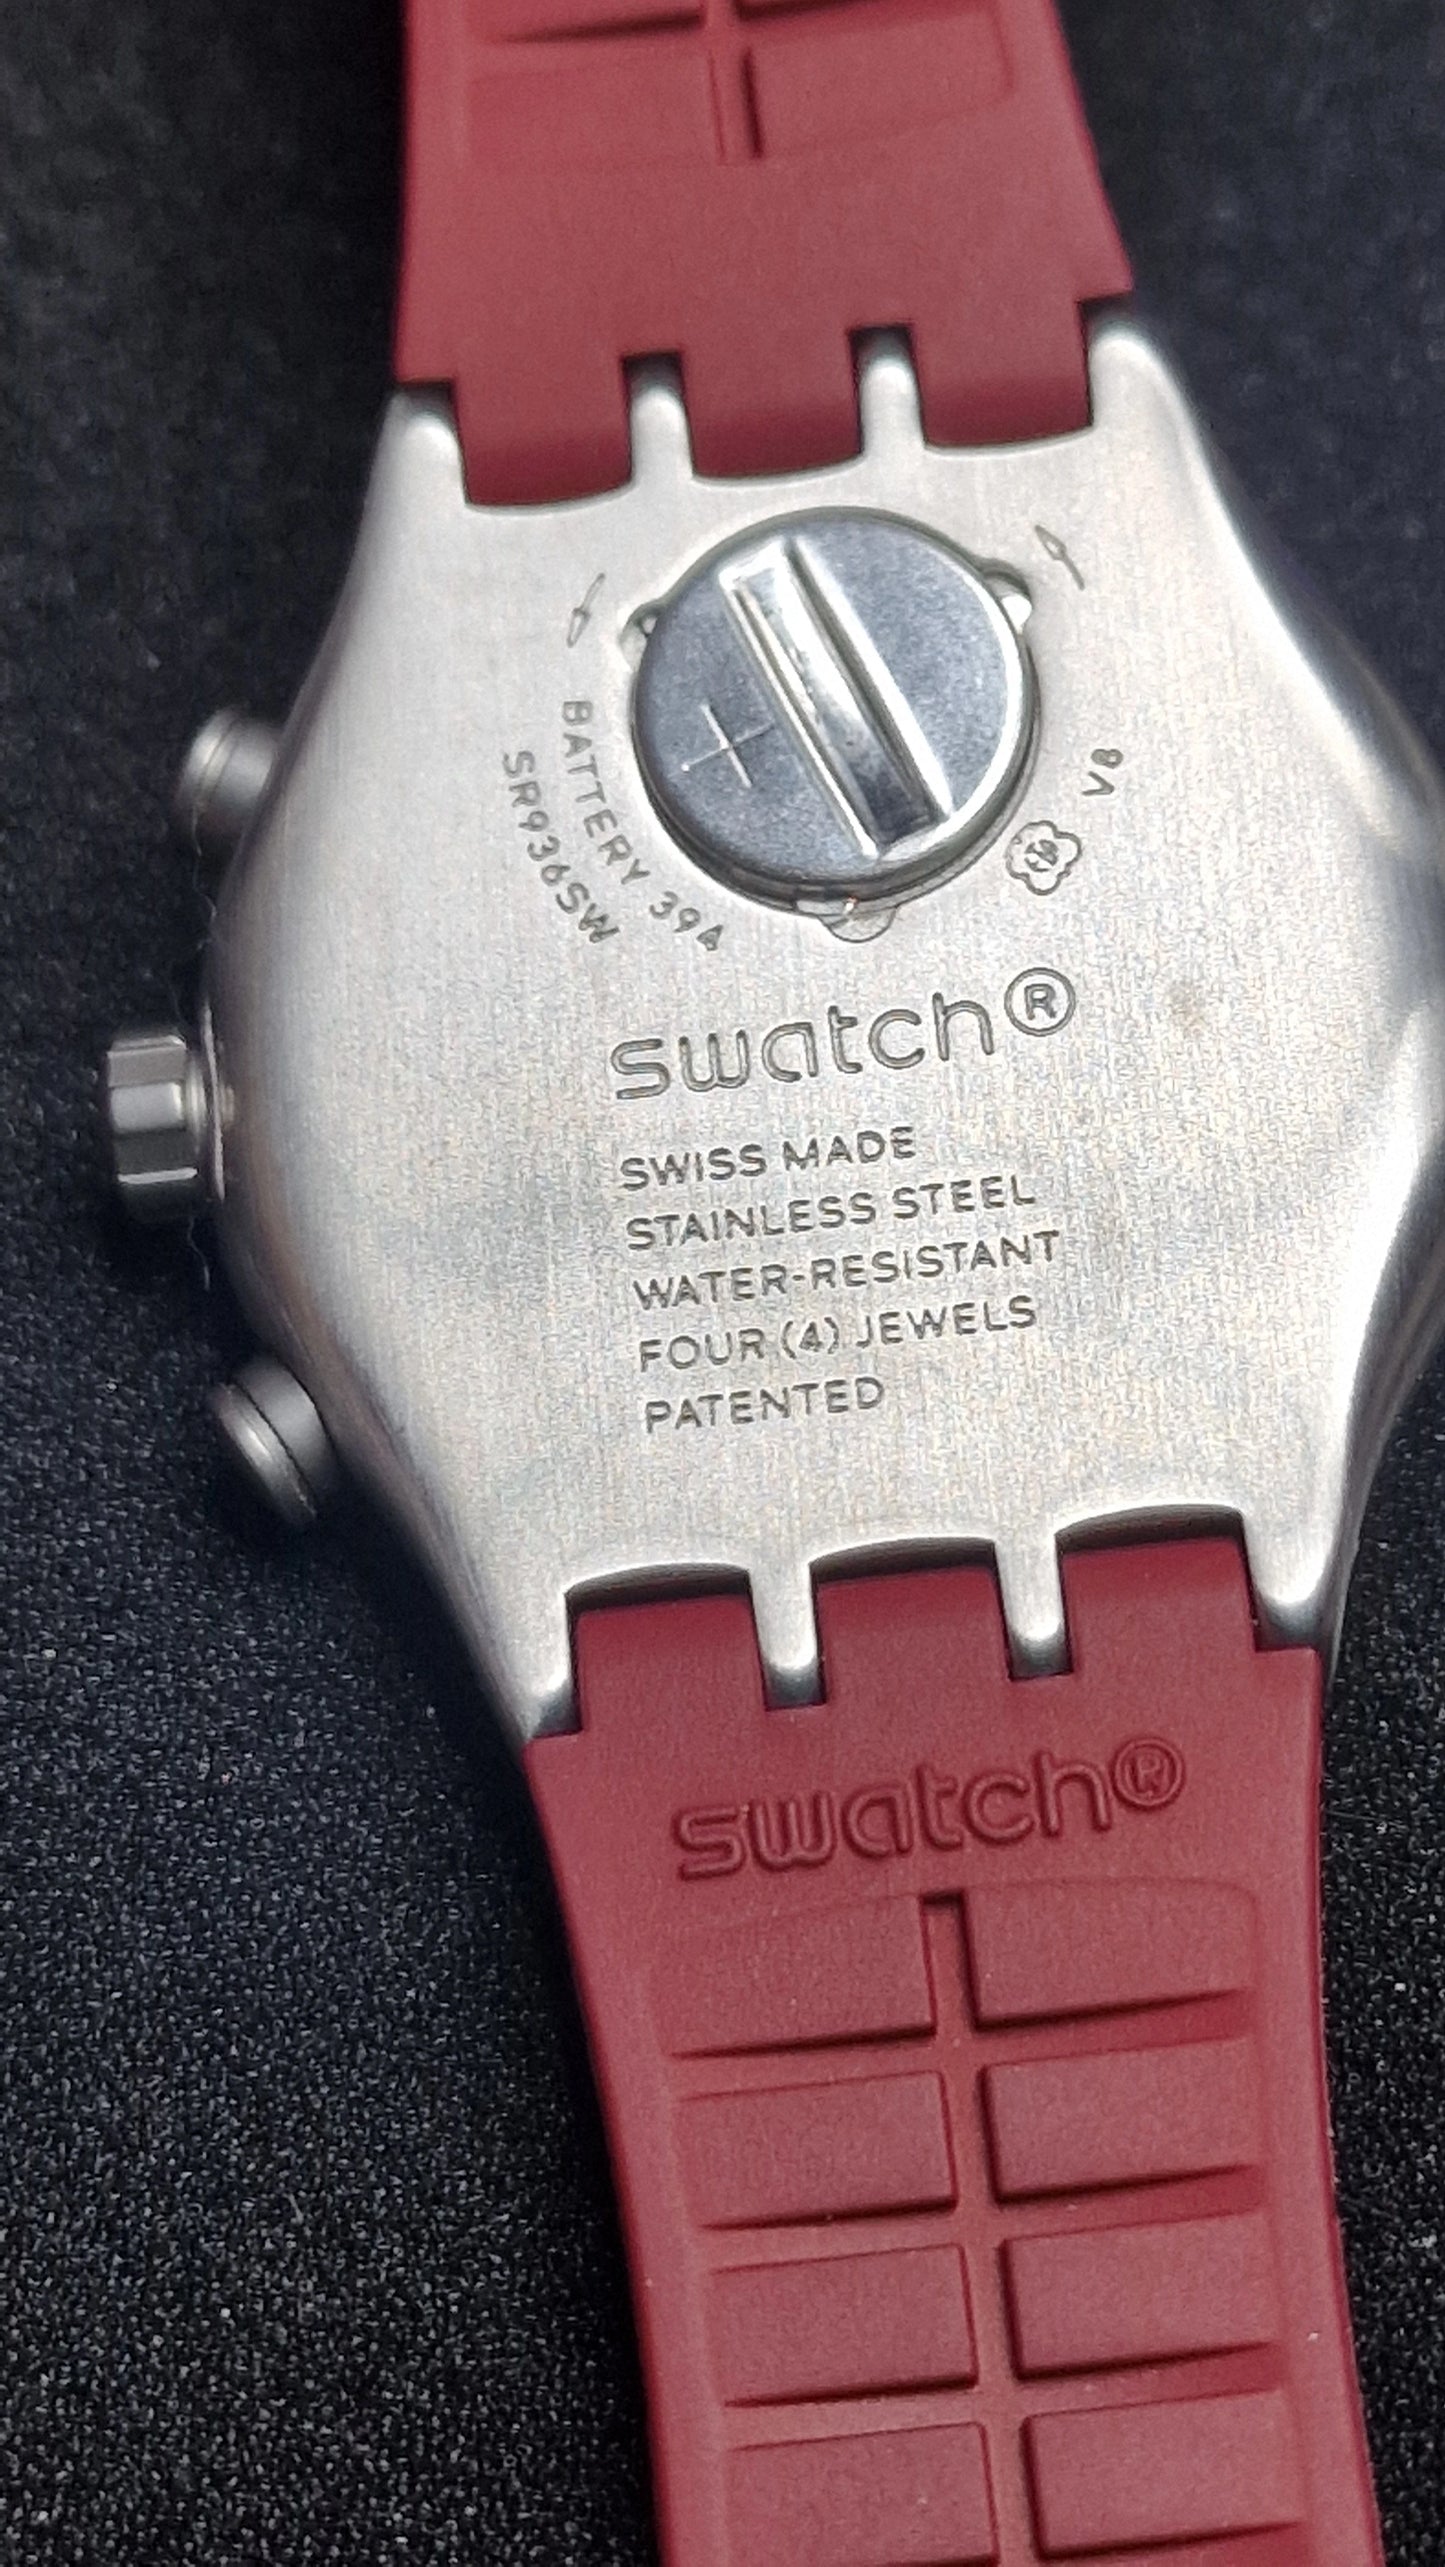 BATTERY 394
SR936SW
V8
swatch®
SWISS MADE
STAINLESS STEEL
WATER-RESISTANT
FOUR (4) JEWELS
PATENTED
swatch®